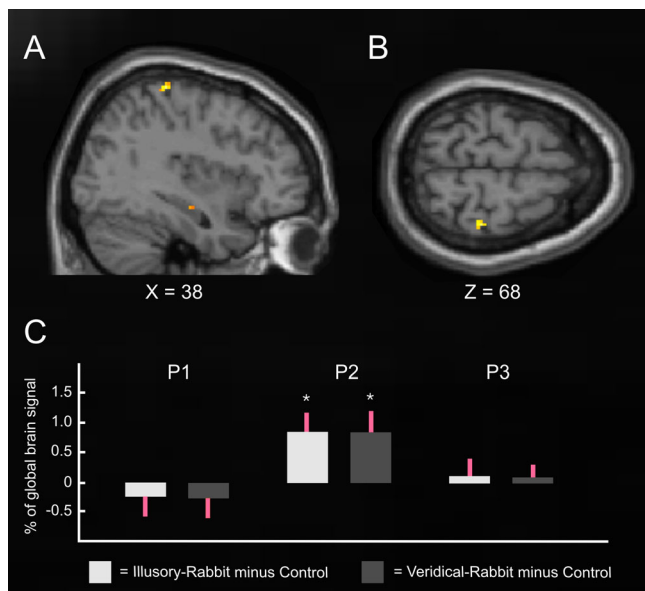 A
B
X = 38
Z = 68
C
% of global brain signal
P1
P2
P3
1.5
1.0
0.5
0
-0.5
* *
= Illusory-Rabbit minus Control
= Veridical-Rabbit minus Control